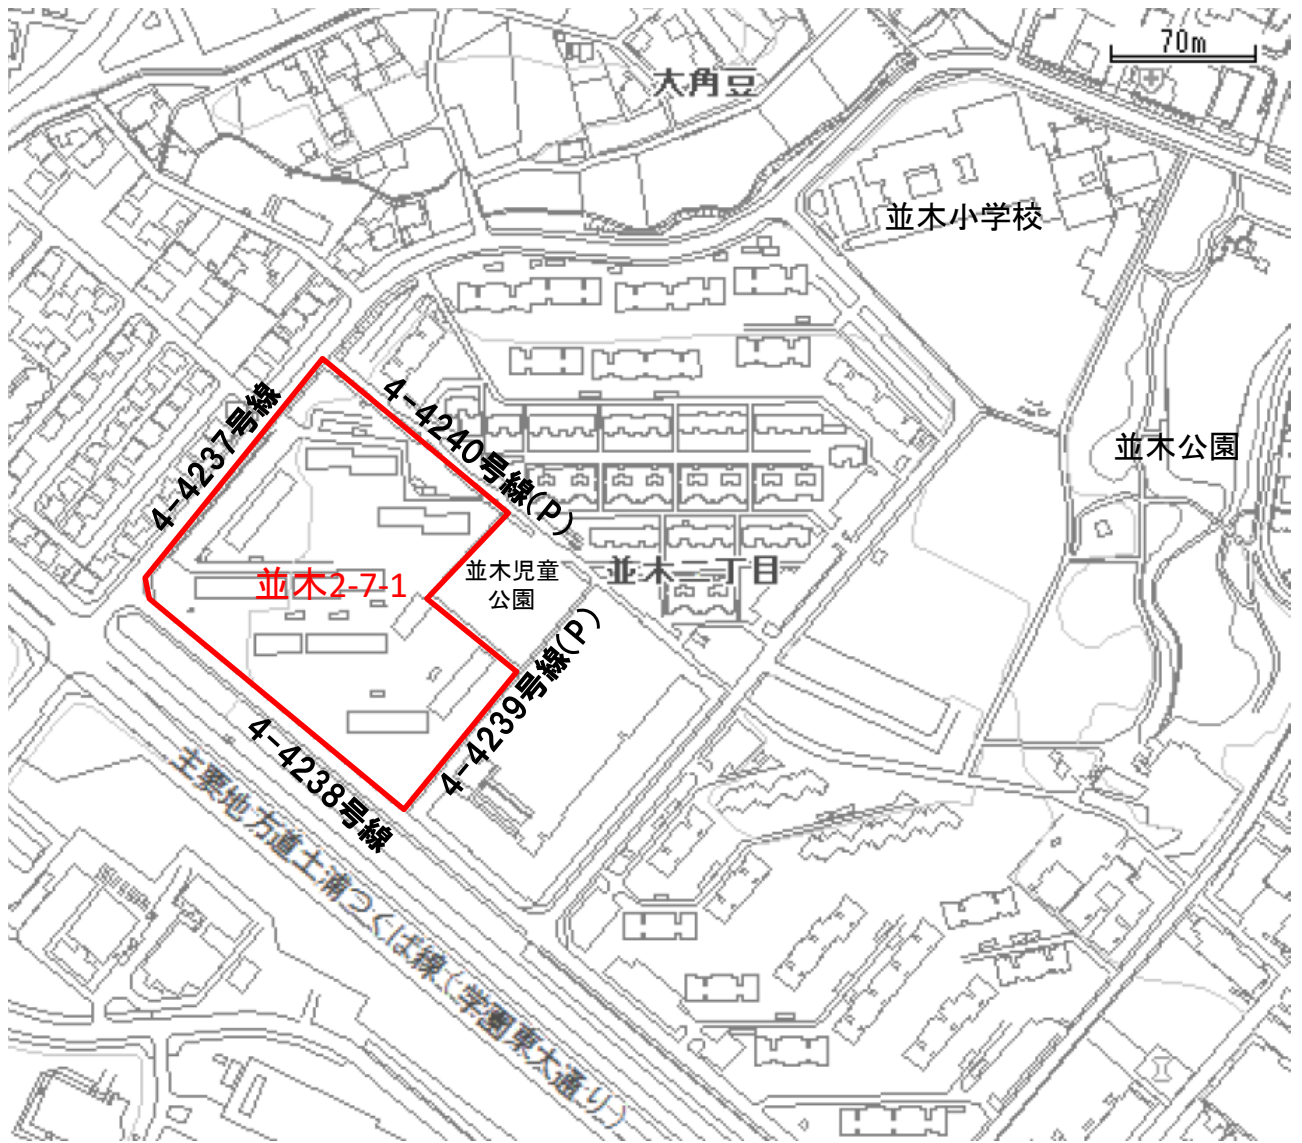 70m
大角豆
並木小学校
4-4237号線
4-4240号線(P)
並木公園
並木2-7-1
並木児童
公園
並木二丁目
4-4239号線(P)
4-4238号線
主要地方道土浦つくば線(学園東大通り)